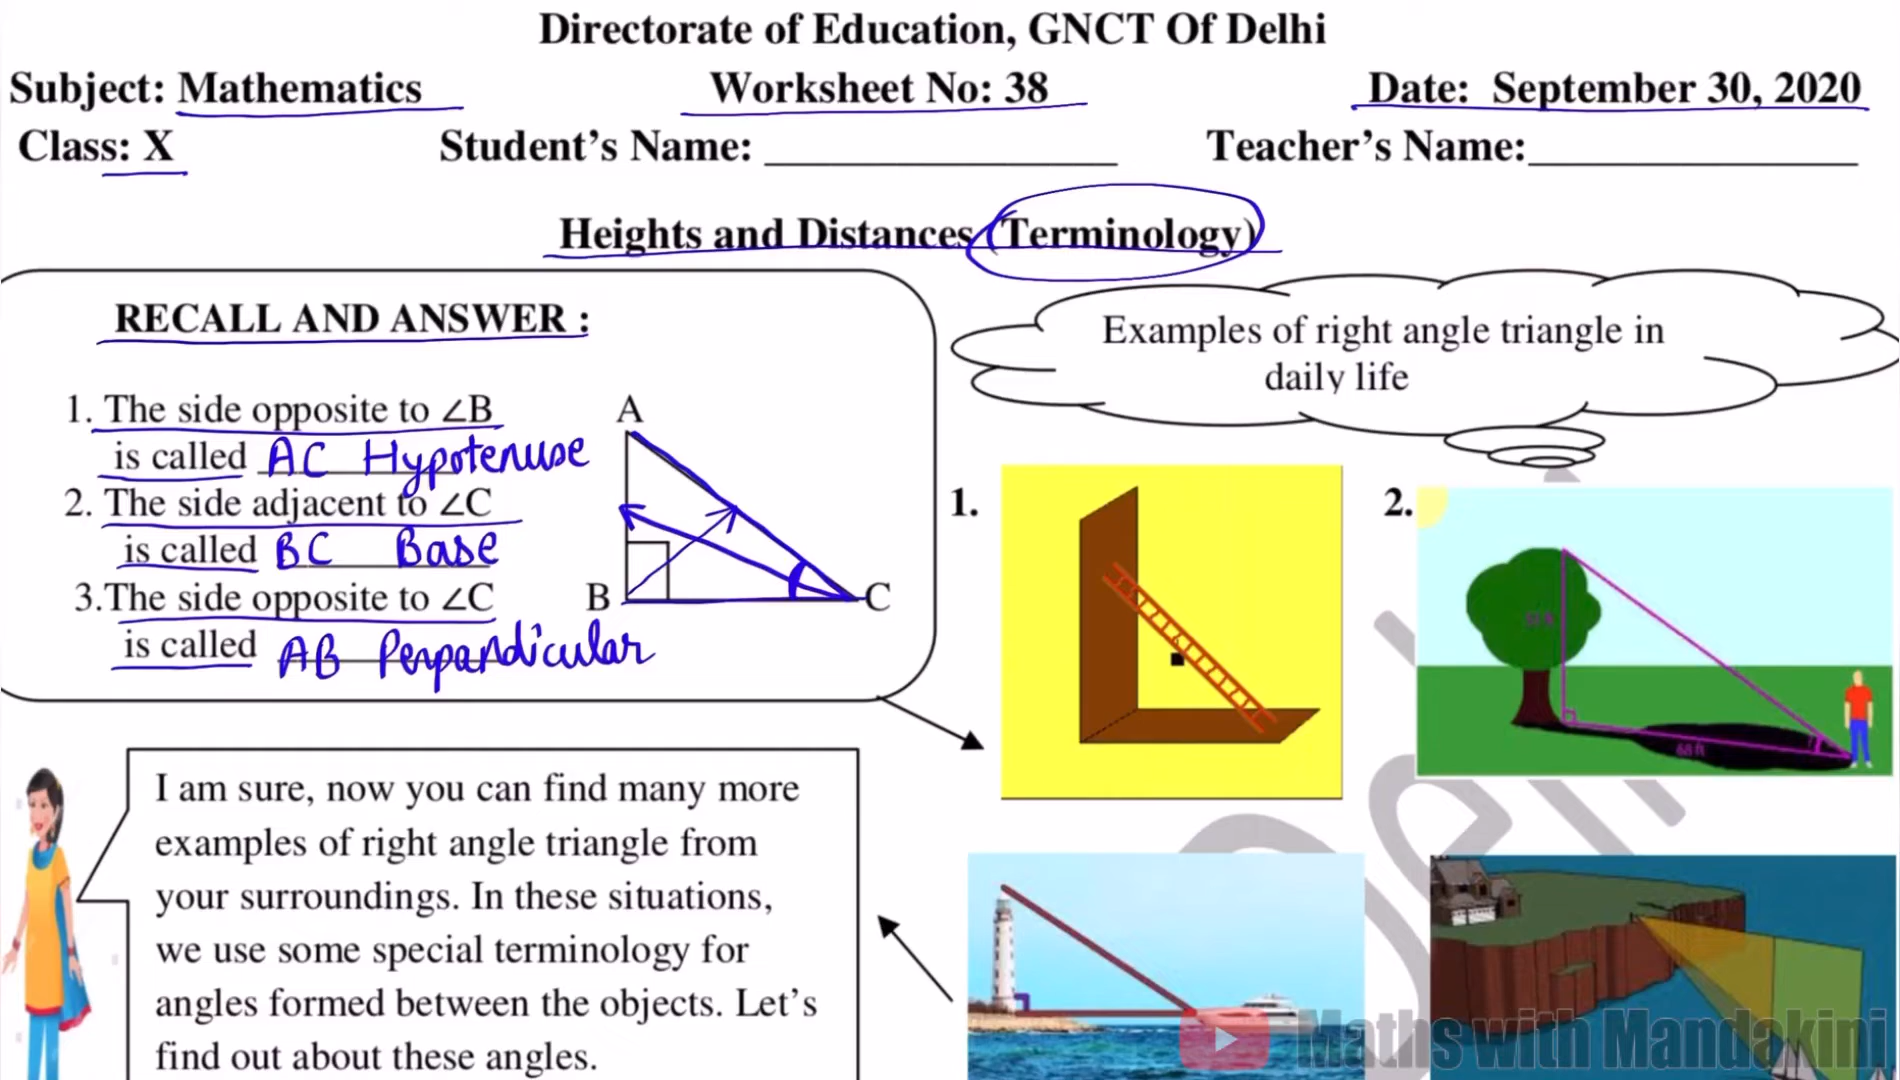 Directorate of Education, GNCT Of Delhi
Subject: Mathematics Worksheet No: 38 Date: September 30, 2020
Class: X Student's Name: ________________ Teacher's Name:_______________
Heights and Distances (Terminology)
RECALL AND ANSWER :
1. The side opposite to ∠B
is called AC Hypotenuse
2. The side adjacent to ∠C
is called BC Base
3.The side opposite to ∠C
is called AB Perpandicular
A
B
C
Examples of right angle triangle in
daily life
1.
2.
68 ft
I am sure, now you can find many more
examples of right angle triangle from
your surroundings. In these situations,
we use some special terminology for
angles formed between the objects. Let's
find out about these angles.
Maths with Mandakini